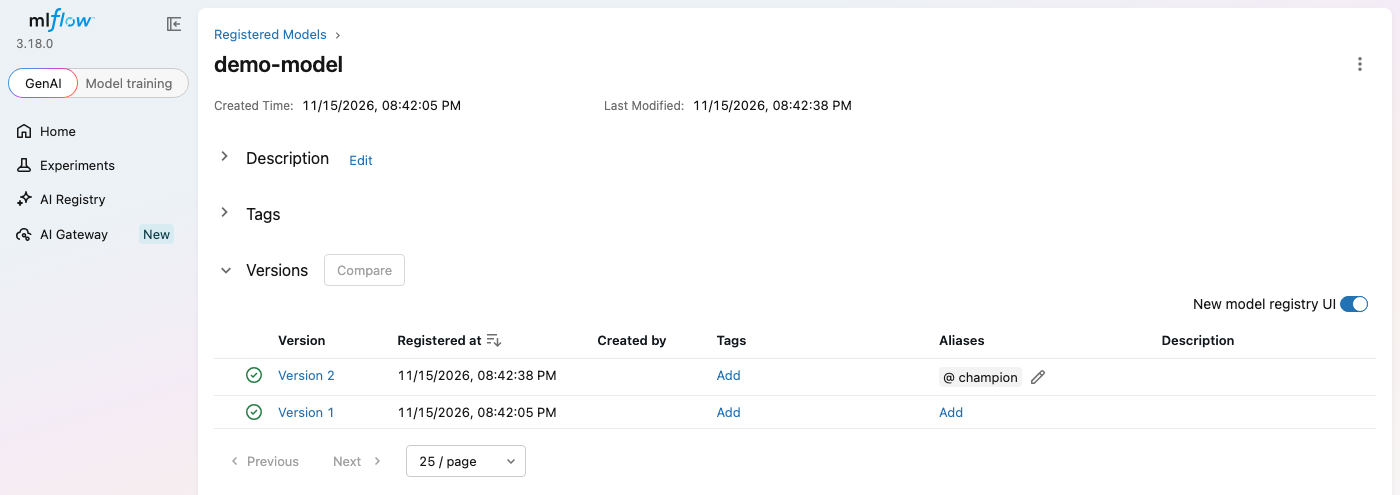 mlflow
3.18.0
GenAI Model training
Home
Experiments
AI Registry
AI Gateway New
Registered Models
demo-model
Created Time: 11/15/2026, 08:42:05 PM Last Modified: 11/15/2026, 08:42:38 PM
Description Edit
Tags
Versions Compare
New model registry UI
Version Registered at Created by Tags Aliases Description
Version 2 11/15/2026, 08:42:38 PM Add @ champion
Version 1 11/15/2026, 08:42:05 PM Add Add
Previous Next 25 / page